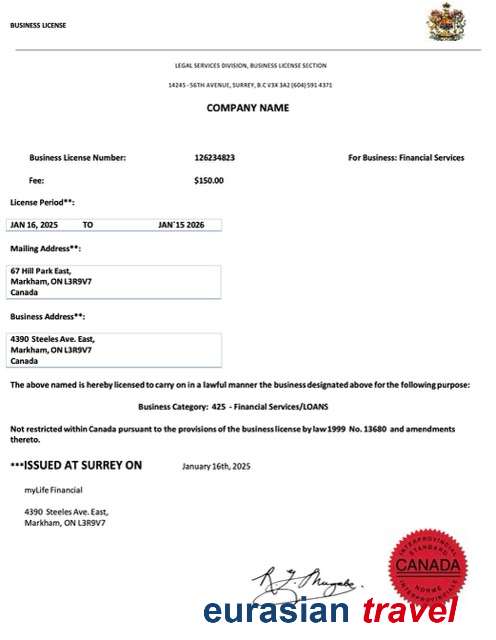 BUSINESS LICENSE
LEGAL SERVICES DIVISION, BUSINESS LICENSE SECTION
14245 - 56TH AVENUE, SURREY, B.C V3X 3A2 (604) 591 4371
COMPANY NAME
Business License Number: 126234823 For Business: Financial Services
Fee: $150.00
License Period**:
JAN 16, 2025 TO JAN`15 2026
Mailing Address**:
67 Hill Park East,
Markham, ON L3R9V7
Canada
Business Address**:
4390 Steeles Ave. East,
Markham, ON L3R9V7
Canada
The above named is hereby licensed to carry on in a lawful manner the business designated above for the following purpose:
Business Category: 425 - Financial Services/LOANS
Not restricted within Canada pursuant to the provisions of the business license by law 1999 No. 13680 and amendments
thereto.
***ISSUED AT SURREY ON January 16th, 2025
myLife Financial
4390 Steeles Ave. East,
Markham, ON L3R9V7
INTERPROVINCIAL
STANDARD
CANADA
NORME
INTERPROVINCIALE
eurasian travel